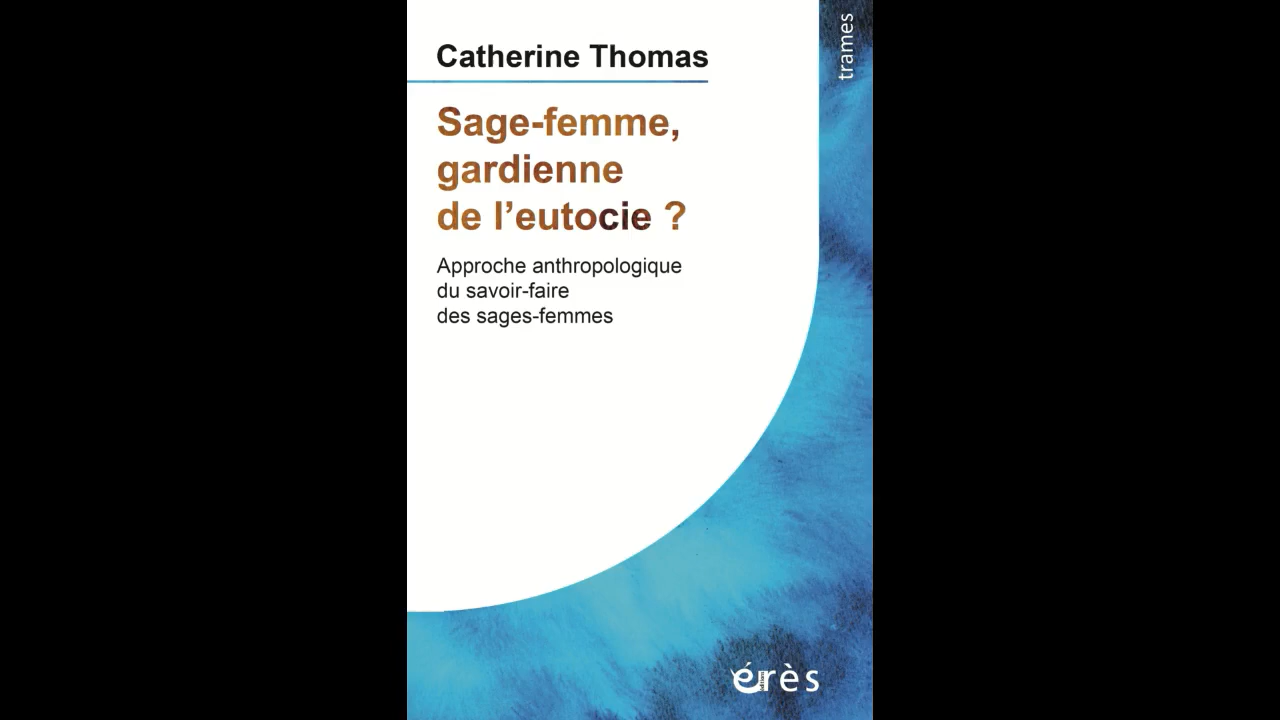 Catherine Thomas
trames
Sage-femme,
gardienne
de l'eutocie ?
Approche anthropologique
du savoir-faire
des sages-femmes
érès